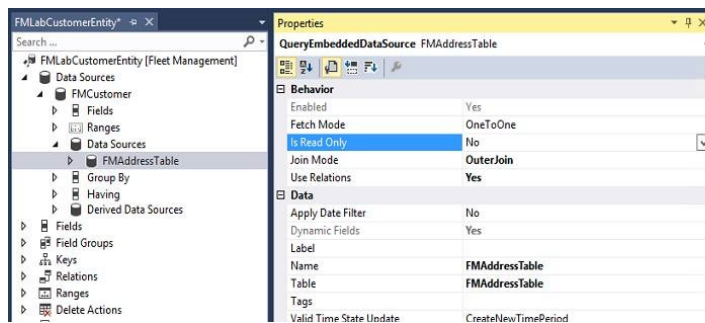 FMLabCustomerEntity*
Search ...
FMLabCustomerEntity [Fleet Management]
Data Sources
FMCustomer
Fields
Ranges
Data Sources
FMAddressTable
Group By
Having
Derived Data Sources
Fields
Field Groups
Keys
Relations
Ranges
Delete Actions
Properties
QueryEmbeddedDataSource FMAddressTable
Behavior
Enabled Yes
Fetch Mode OneToOne
Is Read Only No
Join Mode OuterJoin
Use Relations Yes
Data
Apply Date Filter No
Dynamic Fields Yes
Label
Name FMAddressTable
Table FMAddressTable
Tags
Valid Time State Update CreateNewTimePeriod